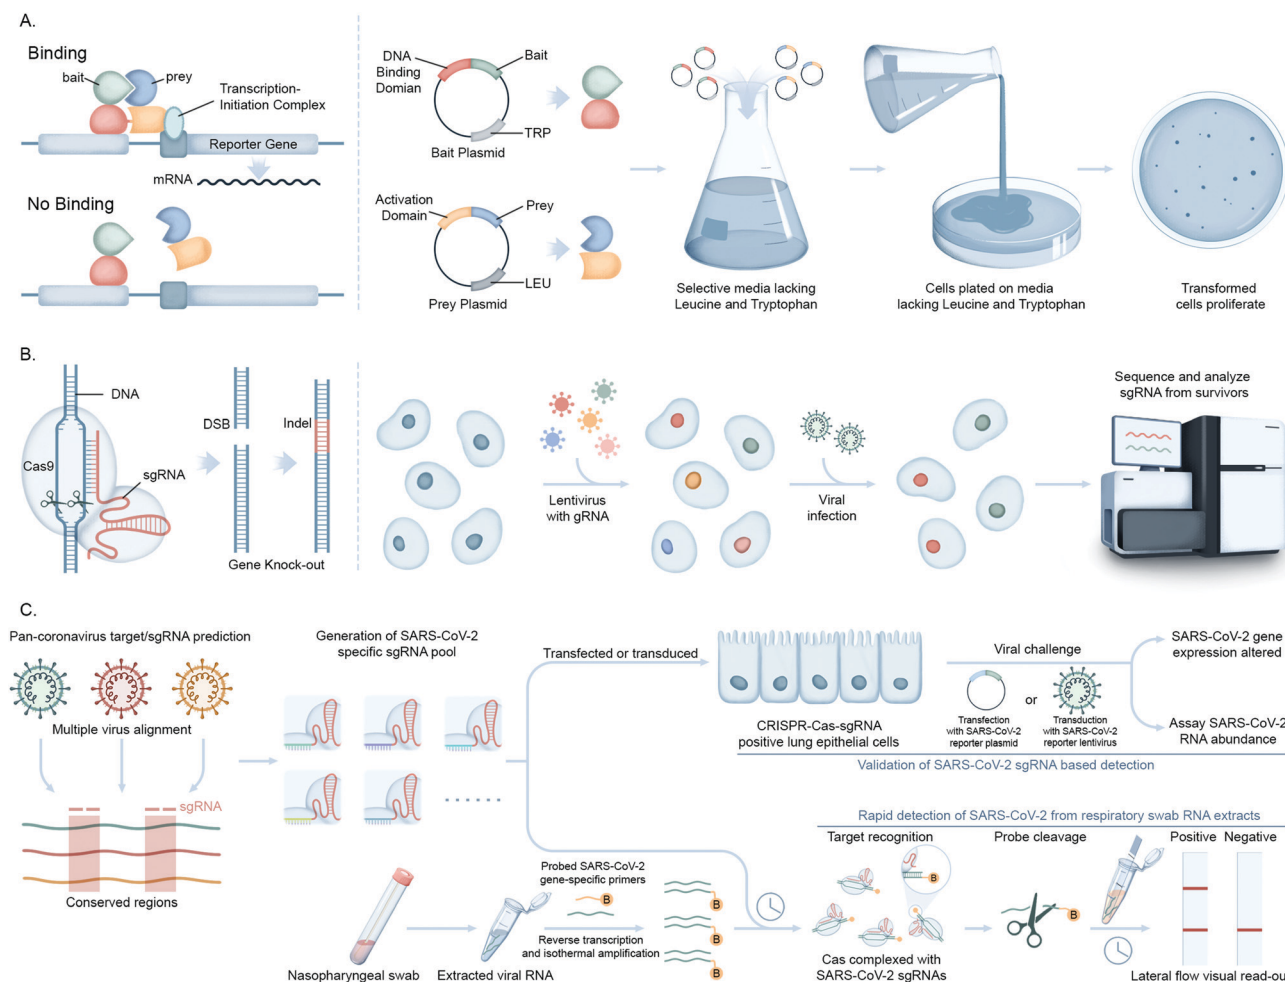 A.
Binding
bait
prey
Transcription-
Initiation Complex
Reporter Gene
mRNA
No Binding
DNA
Binding
Domian
Bait
TRP
Bait Plasmid
Activation
Domain
Prey
LEU
Prey Plasmid
Selective media lacking
Leucine and Tryptophan
Cells plated on media
lacking Leucine and Tryptophan
Transformed
cells proliferate
B.
DNA
Cas9
sgRNA
DSB
Indel
Gene Knock-out
Lentivirus
with gRNA
Viral
infection
Sequence and analyze
sgRNA from survivors
C.
Pan-coronavirus target/sgRNA prediction
Multiple virus alignment
sgRNA
Conserved regions
Generation of SARS-CoV-2
specific sgRNA pool
Transfected or transduced
CRISPR-Cas-sgRNA
positive lung epithelial cells
Viral challenge
or
Transfection
with SARS-CoV-2
reporter plasmid
Transduction
with SARS-CoV-2
reporter lentivirus
SARS-CoV-2 gene
expression altered
Assay SARS-CoV-2
RNA abundance
Validation of SARS-CoV-2 sgRNA based detection
Rapid detection of SARS-CoV-2 from respiratory swab RNA extracts
Nasopharyngeal swab
Extracted viral RNA
Probed SARS-CoV-2
gene-specific primers
B
Reverse transcription
and isothermal amplification
B
B
B
Target recognition
B
Cas complexed with
SARS-CoV-2 sgRNAs
Probe cleavage
B
Positive
Negative
Lateral flow visual read-out